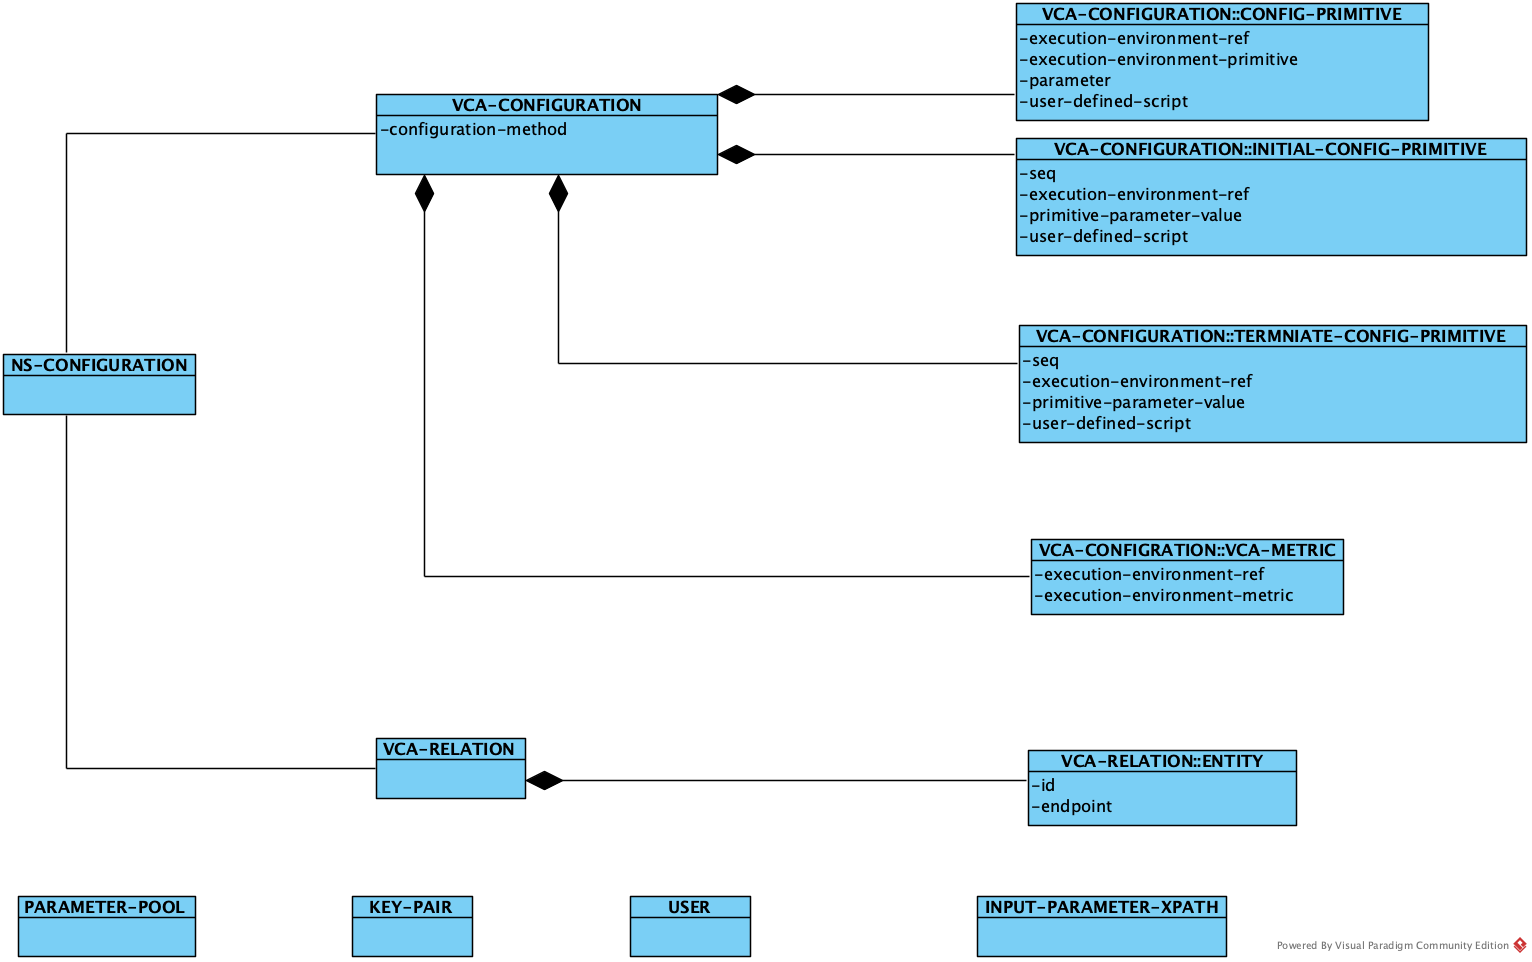 VCA-CONFIGURATION::CONFIG-PRIMITIVE
-execution-environment-ref
-execution-environment-primitive
-parameter
-user-defined-script
VCA-CONFIGURATION
-configuration-method
VCA-CONFIGURATION::INITIAL-CONFIG-PRIMITIVE
-seq
-execution-environment-ref
-primitive-parameter-value
-user-defined-script
NS-CONFIGURATION
VCA-CONFIGURATION::TERMNIATE-CONFIG-PRIMITIVE
-seq
-execution-environment-ref
-primitive-parameter-value
-user-defined-script
VCA-CONFIGRATION::VCA-METRIC
-execution-environment-ref
-execution-environment-metric
VCA-RELATION
VCA-RELATION::ENTITY
-id
-endpoint
PARAMETER-POOL
KEY-PAIR
USER
INPUT-PARAMETER-XPATH
Powered By Visual Paradigm Community Edition